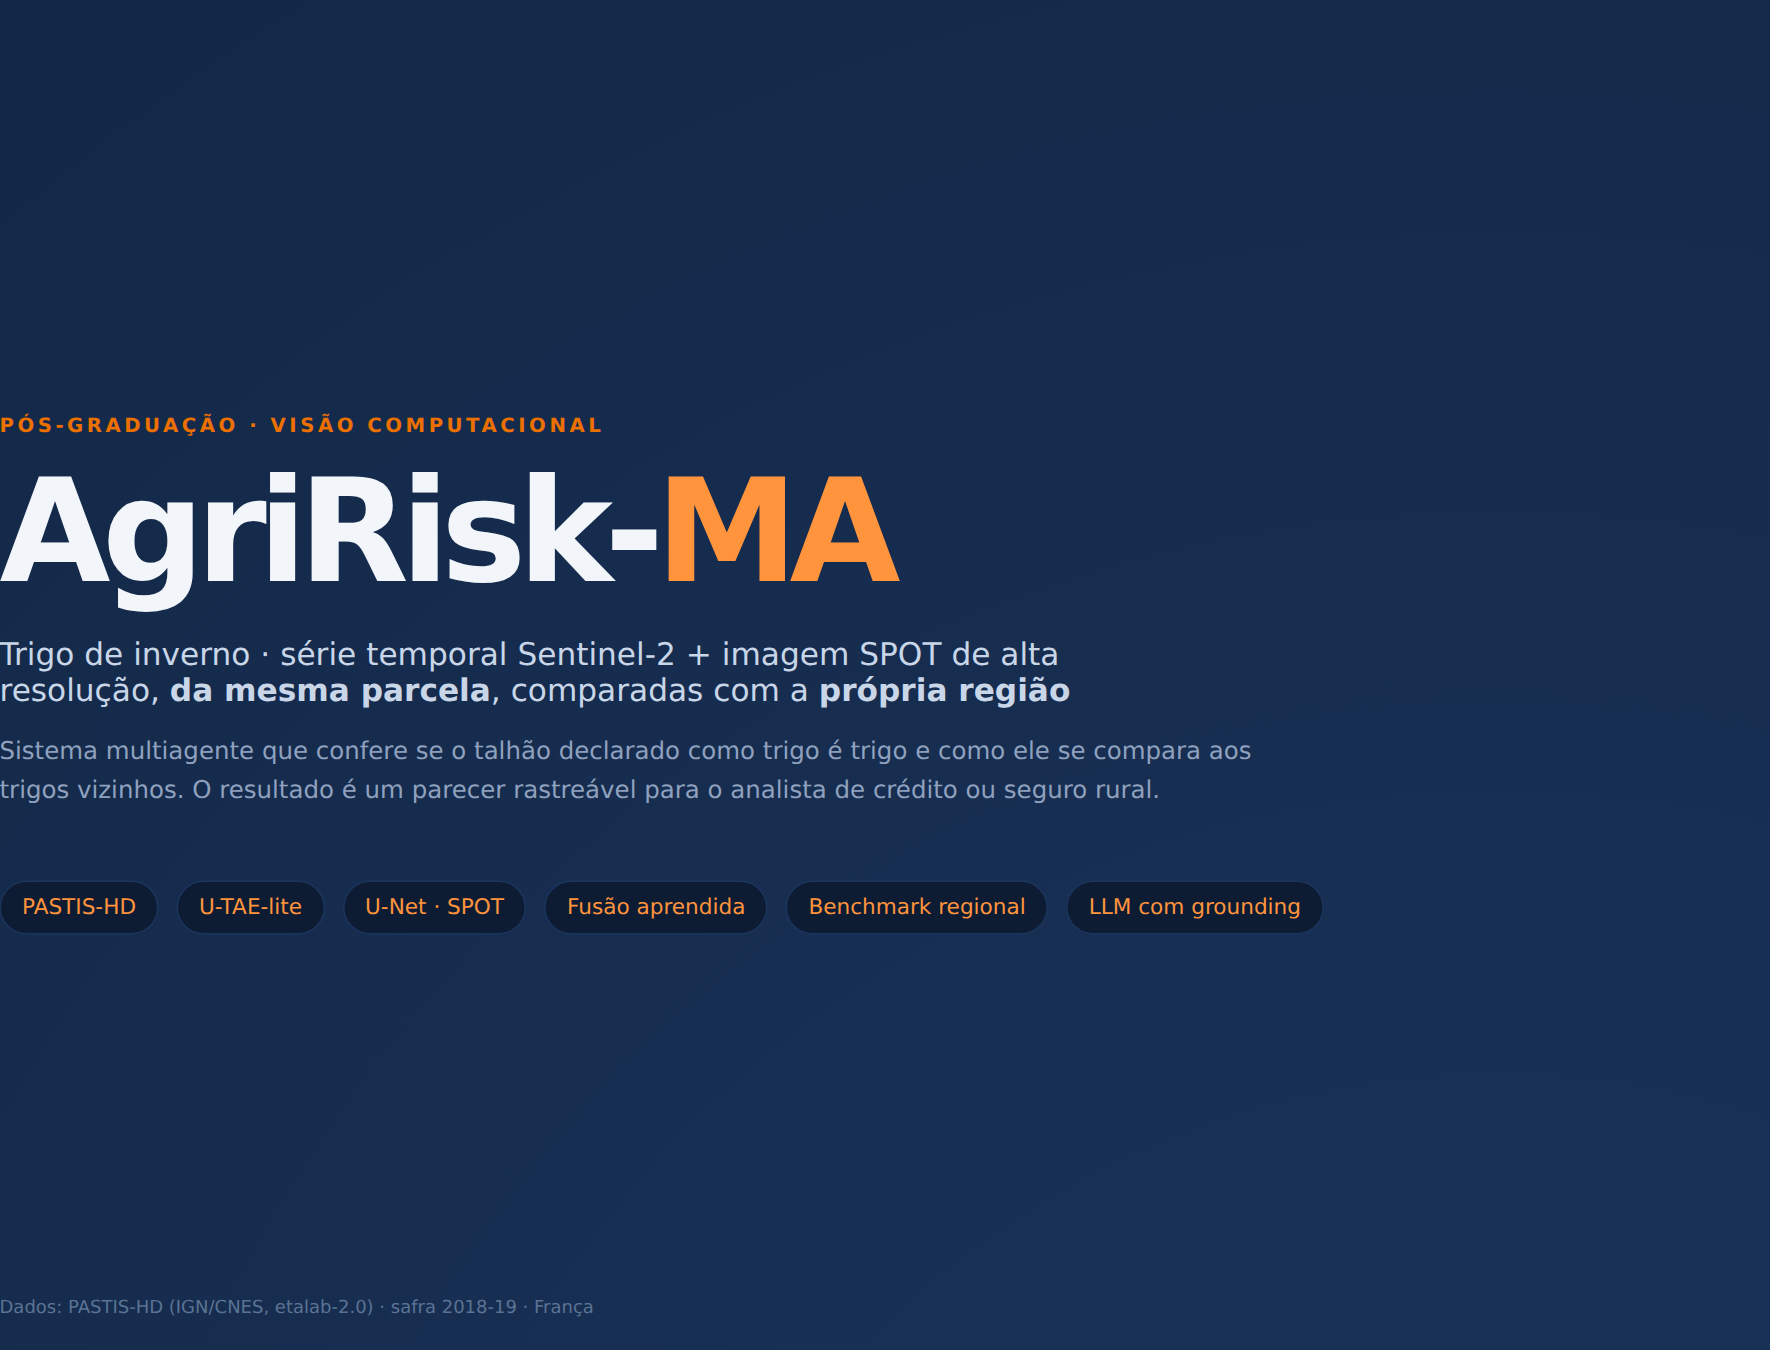 PÓS-GRADUAÇÃO · VISÃO COMPUTACIONAL
AgriRisk-MA
Trigo de inverno · série temporal Sentinel-2 + imagem SPOT de alta
resolução, da mesma parcela, comparadas com a própria região
Sistema multiagente que confere se o talhão declarado como trigo é trigo e como ele se compara aos
trigos vizinhos. O resultado é um parecer rastreável para o analista de crédito ou seguro rural.
PASTIS-HD U-TAE-lite U-Net · SPOT Fusão aprendida Benchmark regional LLM com grounding
Dados: PASTIS-HD (IGN/CNES, etalab-2.0) · safra 2018-19 · França